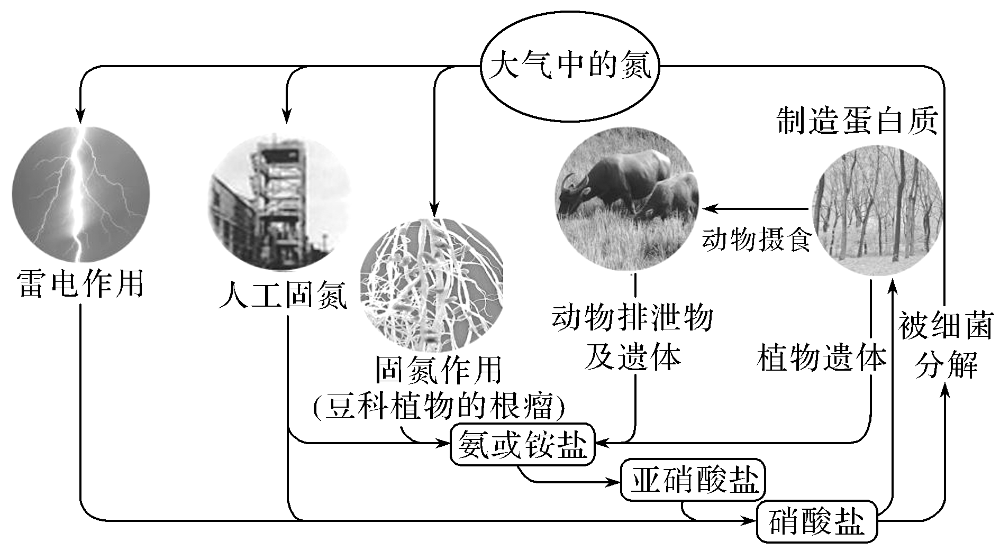 大气中的氮
制造蛋白质
动物摄食
雷电作用
人工固氮
动物排泄物
及遗体
植物遗体
被细菌
分解
固氮作用
(豆科植物的根瘤)
氨或铵盐
亚硝酸盐
硝酸盐